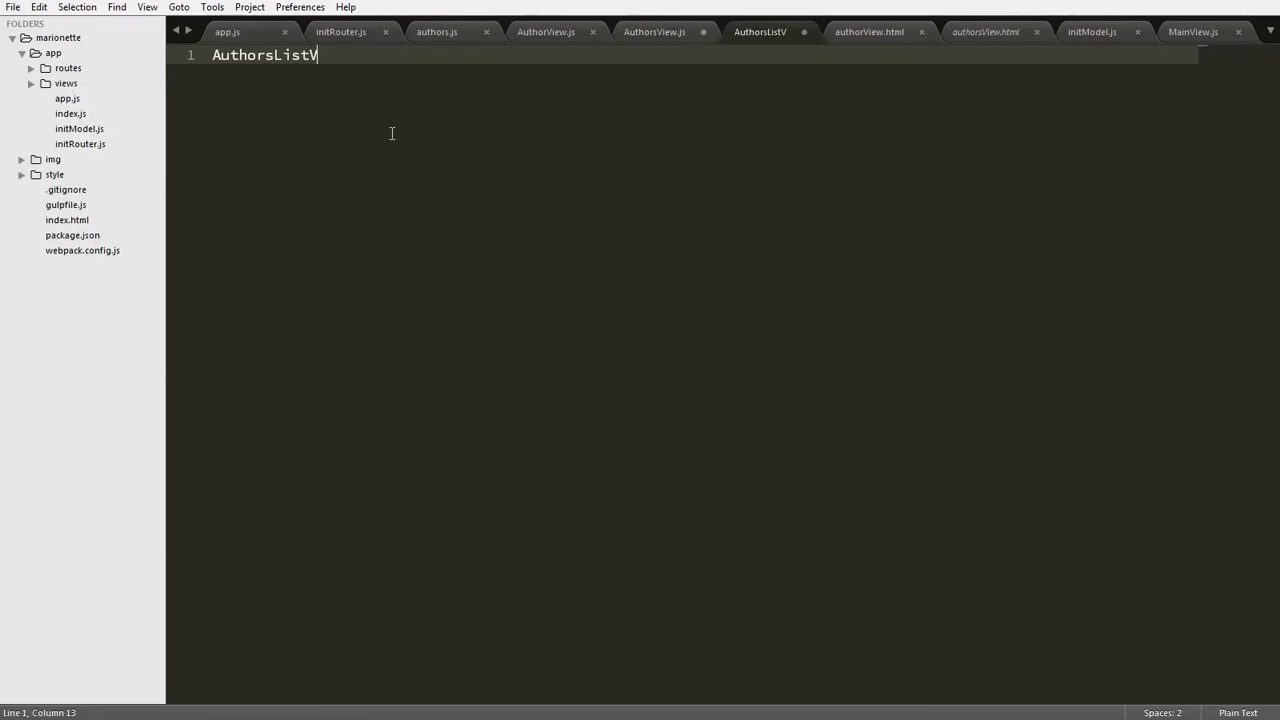 File Edit Selection Find View Goto Tools Project Preferences Help
FOLDERS
marionette
app
routes
views
app.js
index.js
initModel.js
initRouter.js
img
style
.gitignore
gulpfile.js
index.html
package.json
webpack.config.js
app.js initRouter.js authors.js AuthorView.js AuthorsView.js AuthorsListV authorView.html authorsView.html initModel.js MainView.js
1 AuthorsListV
Line 1, Column 13 Spaces: 2 Plain Text